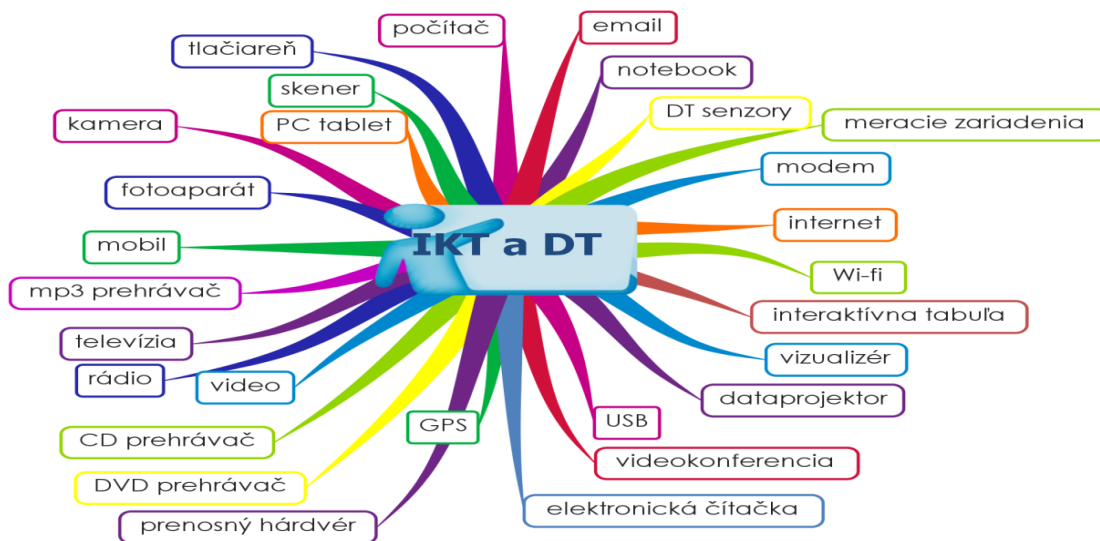 počítač
email
tlačiareň
notebook
skener
DT senzory
kamera
PC tablet
meracie zariadenia
modem
fotoaparát
internet
mobil
IKT a DT
Wi-fi
mp3 prehrávač
interaktívna tabuľa
televízia
vizualizér
rádio
video
dataprojektor
GPS
USB
CD prehrávač
videokonferencia
DVD prehrávač
elektronická čítačka
prenosný hárdvér